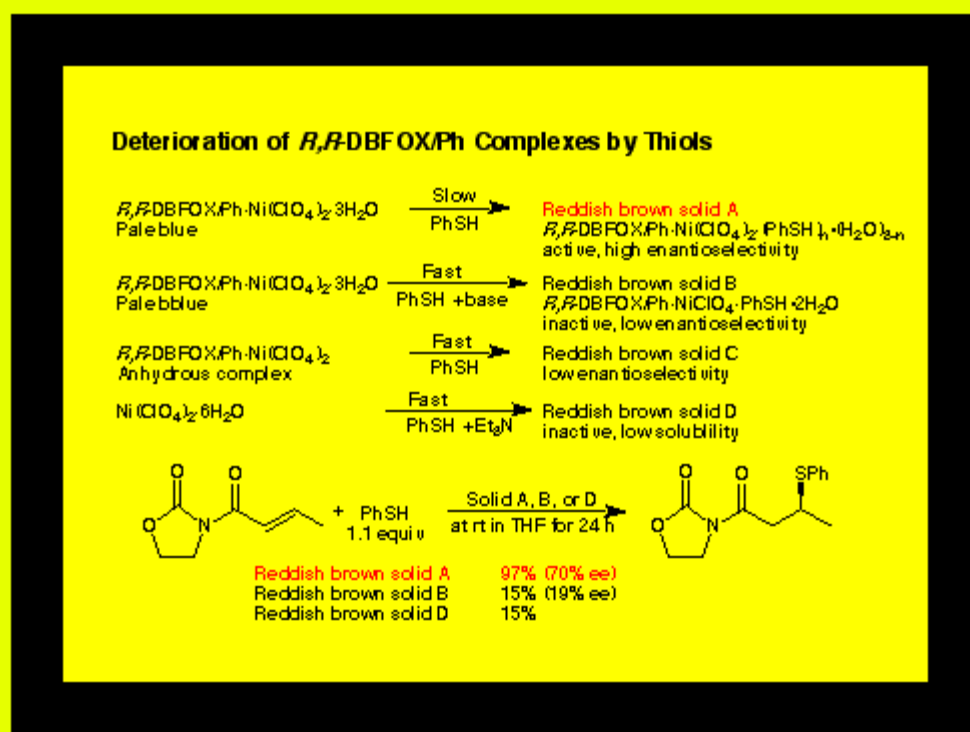 Deterioration of R,R-DBFOX/Ph Complexes by Thiols
R,R-DBFOX/Ph·Ni(ClO4)2·3H2O
Pale blue
Slow
PhSH
Reddish brown solid A
R,R-DBFOX/Ph·Ni(ClO4)2·(PhSH)n•(H2O)3-n
active, high enantioselectivity
R,R-DBFOX/Ph·Ni(ClO4)2·3H2O
Palebblue
Fast
PhSH +base
Reddish brown solid B
R,R-DBFOX/Ph·NiClO4·PhSH•2H2O
inactive, low enantioselectivity
R,R-DBFOX/Ph·Ni(ClO4)2
Anhydrous complex
Fast
PhSH
Reddish brown solid C
low enantioselectivity
Ni(ClO4)2·6H2O
Fast
PhSH +Et3N
Reddish brown solid D
inactive, low solublility
O O
O N
+ PhSH
1.1 equiv
Solid A, B, or D
at rt in THF for 24 h
O O SPh
O N
Reddish brown solid A 97% (70% ee)
Reddish brown solid B 15% (19% ee)
Reddish brown solid D 15%